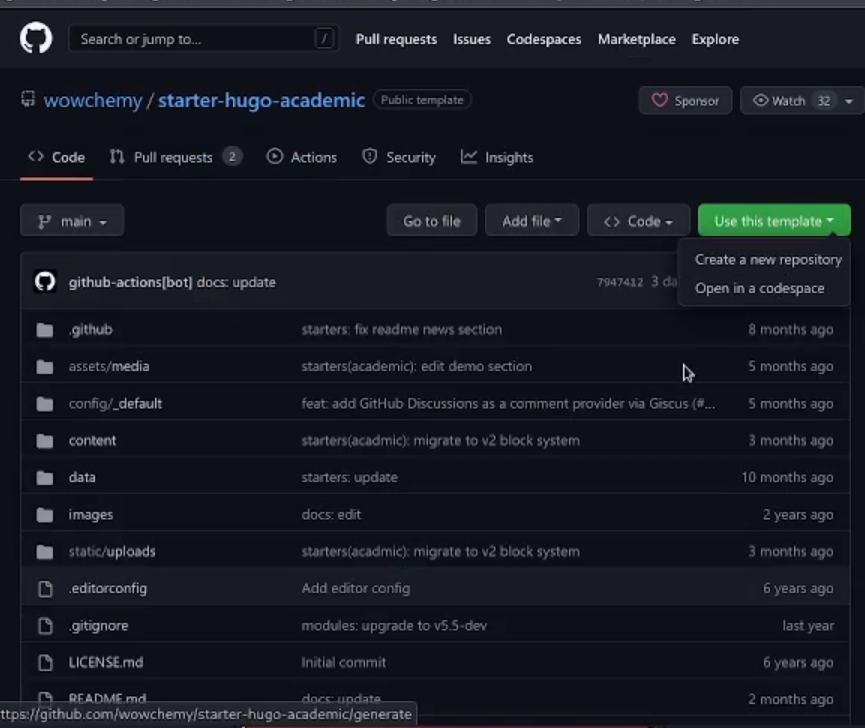 Search or jump to... / Pull requests Issues Codespaces Marketplace Explore
wowchemy / starter-hugo-academic Public template Sponsor Watch 32
Code Pull requests 2 Actions Security Insights
main Go to file Add file Code Use this template
Create a new repository
github-actions[bot] docs: update 7947412 3
Open in a codespace
.github starters: fix readme news section 8 months ago
assets/media starters(academic): edit demo section 5 months ago
config/_default feat: add GitHub Discussions as a comment provider via Giscus (#... 5 months ago
content starters(acadmic): migrate to v2 block system 3 months ago
data starters: update 10 months ago
images docs: edit 2 years ago
static/uploads starters(acadmic): migrate to v2 block system 3 months ago
.editorconfig Add editor config 6 years ago
.gitignore modules: upgrade to v5.5-dev last year
LICENSE.md Initial commit 6 years ago
README.md docs: update 2 months ago
ttps://github.com/wowchemy/starter-hugo-academic/generate